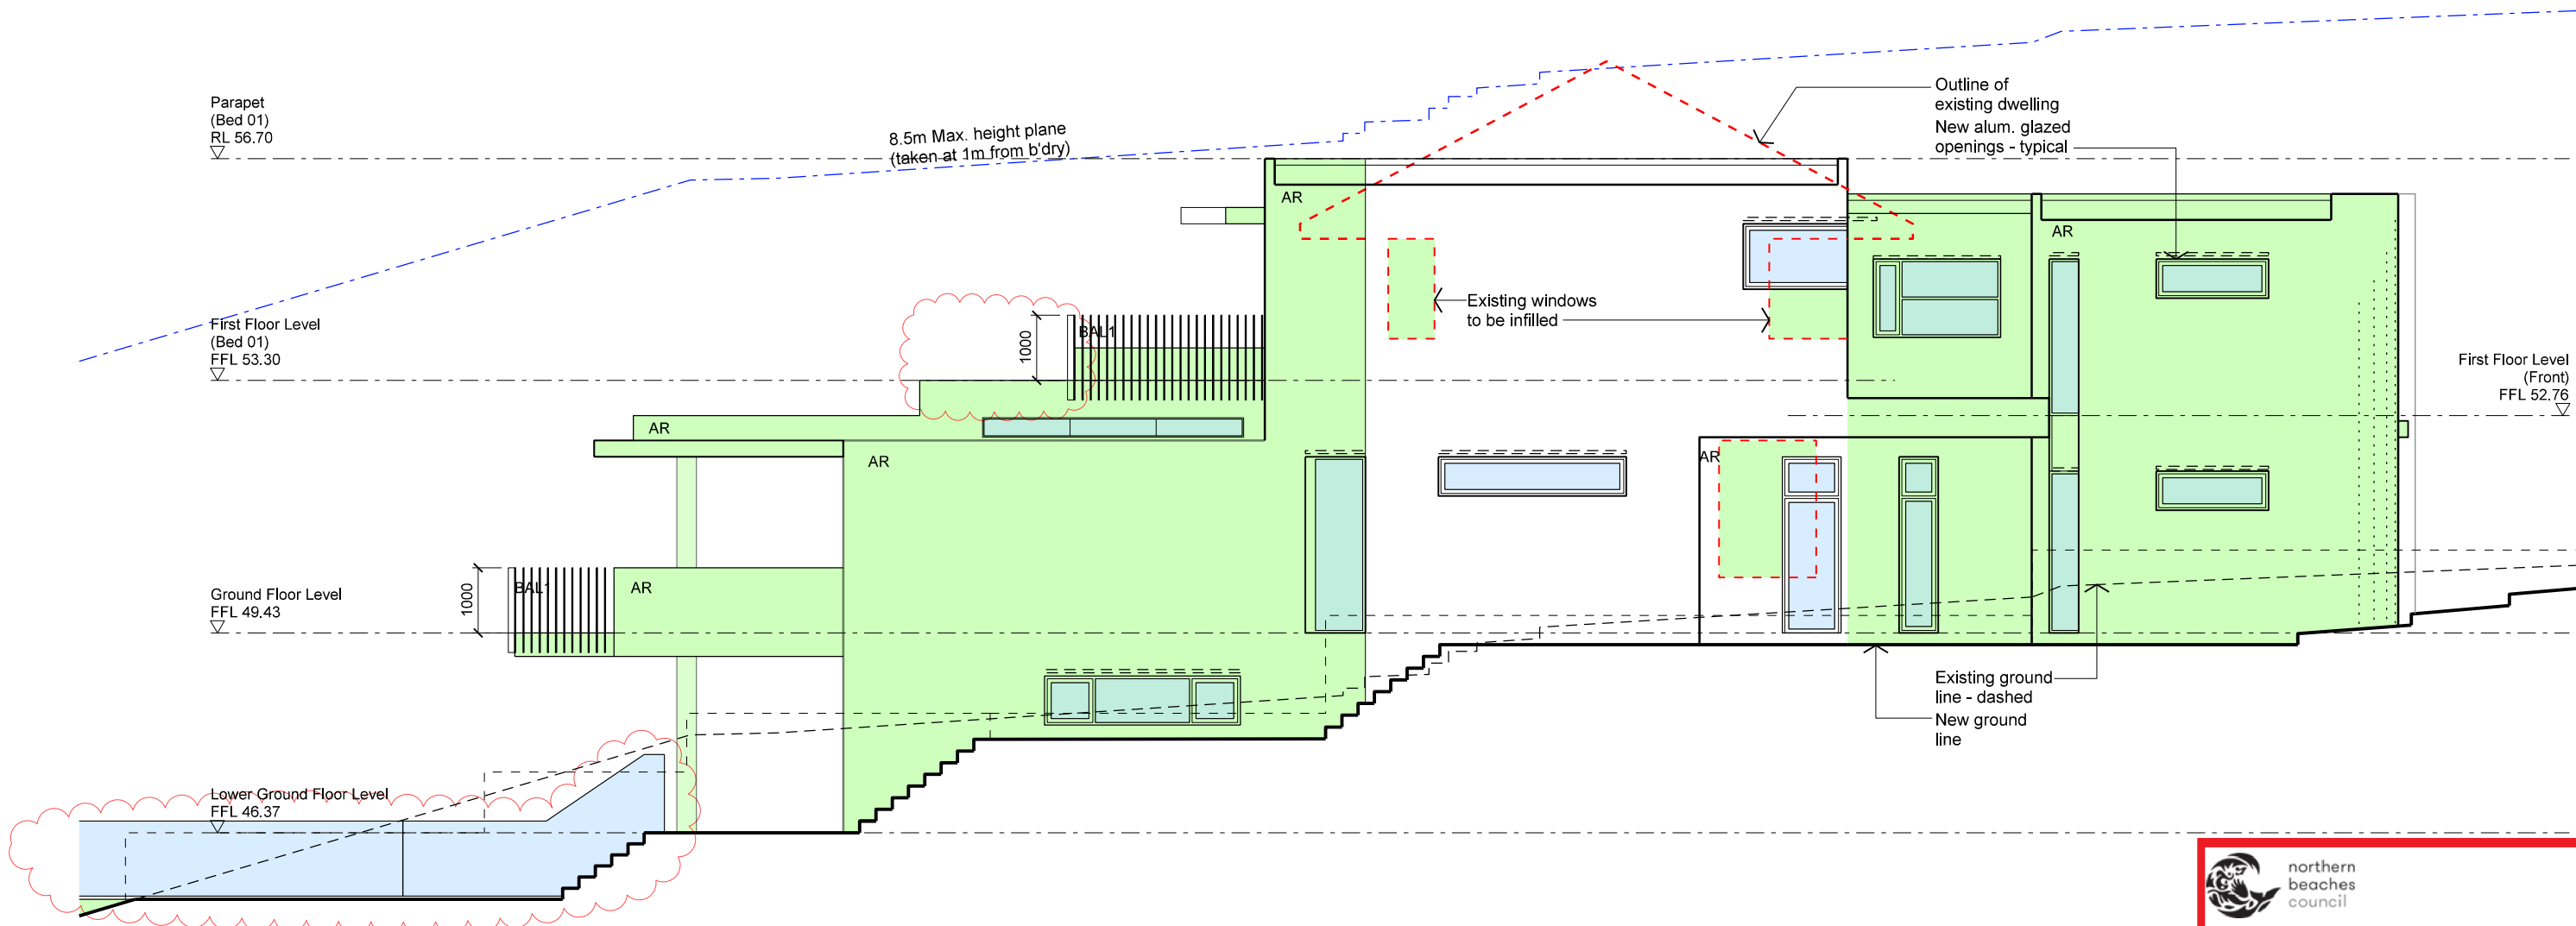 Parapet
(Bed 01)
RL 56.70
8.5m Max. height plane
(taken at 1m from b'dry)
Outline of
existing dwelling
New alum. glazed
openings - typical
AR
AR
Existing windows
to be infilled
First Floor Level
(Bed 01)
FFL 53.30
1000
BAL1
First Floor Level
(Front)
FFL 52.76
AR
AR
AR
Ground Floor Level
FFL 49.43
1000
BAL1
AR
Existing ground
line - dashed
New ground
line
Lower Ground Floor Level
FFL 46.37
northern
beaches
council